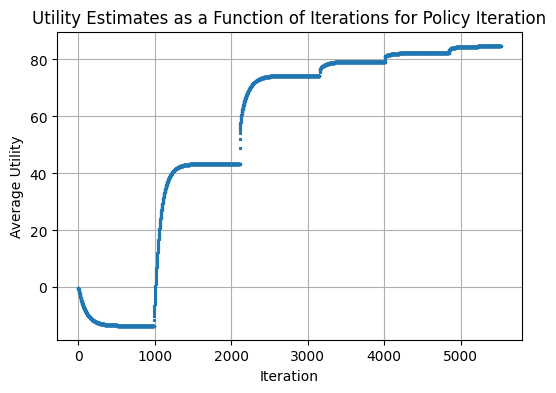 Utility Estimates as a Function of Iterations for Policy Iteration
80
60
40
20
0
Average Utility
0 1000 2000 3000 4000 5000
Iteration